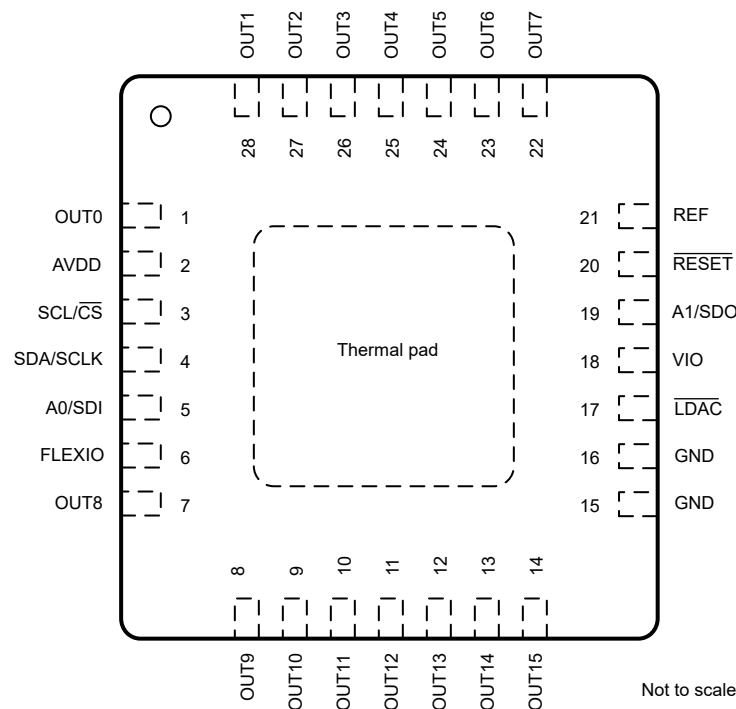 OUT1 OUT2 OUT3 OUT4 OUT5 OUT6 OUT7
28 27 26 25 24 23 22
OUT0 1 21 REF
AVDD 2 20 RESET
SCL/CS 3 19 A1/SDO
SDA/SCLK 4 Thermal pad 18 VIO
A0/SDI 5 17 LDAC
FLEXIO 6 16 GND
OUT8 7 15 GND
8 9 10 11 12 13 14
OUT9 OUT10 OUT11 OUT12 OUT13 OUT14 OUT15
Not to scale